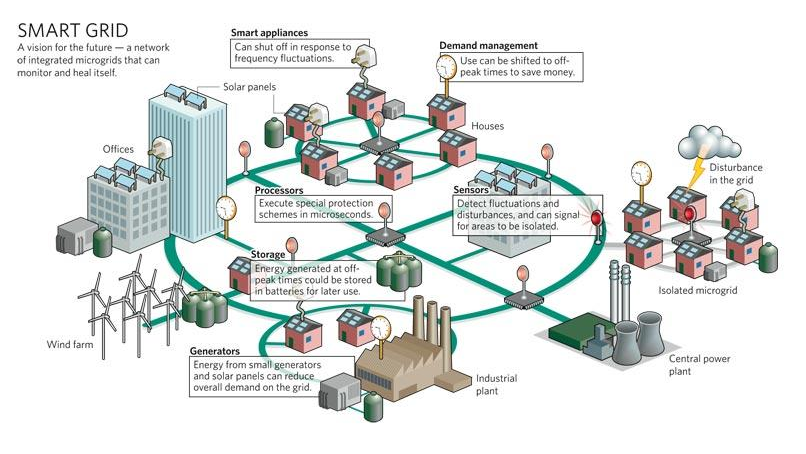 SMART GRID
A vision for the future — a network
of integrated microgrids that can
monitor and heal itself.
Smart appliances
Can shut off in response to
frequency fluctuations.
Demand management
Use can be shifted to off-
peak times to save money.
Solar panels
Houses
Offices
Disturbance
in the grid
Processors
Execute special protection
schemes in microseconds.
Sensors
Detect fluctuations and
disturbances, and can signal
for areas to be isolated.
Storage
Energy generated at off-
peak times could be stored
in batteries for later use.
Isolated microgrid
Wind farm
Generators
Energy from small generators
and solar panels can reduce
overall demand on the grid.
Industrial
plant
Central power
plant